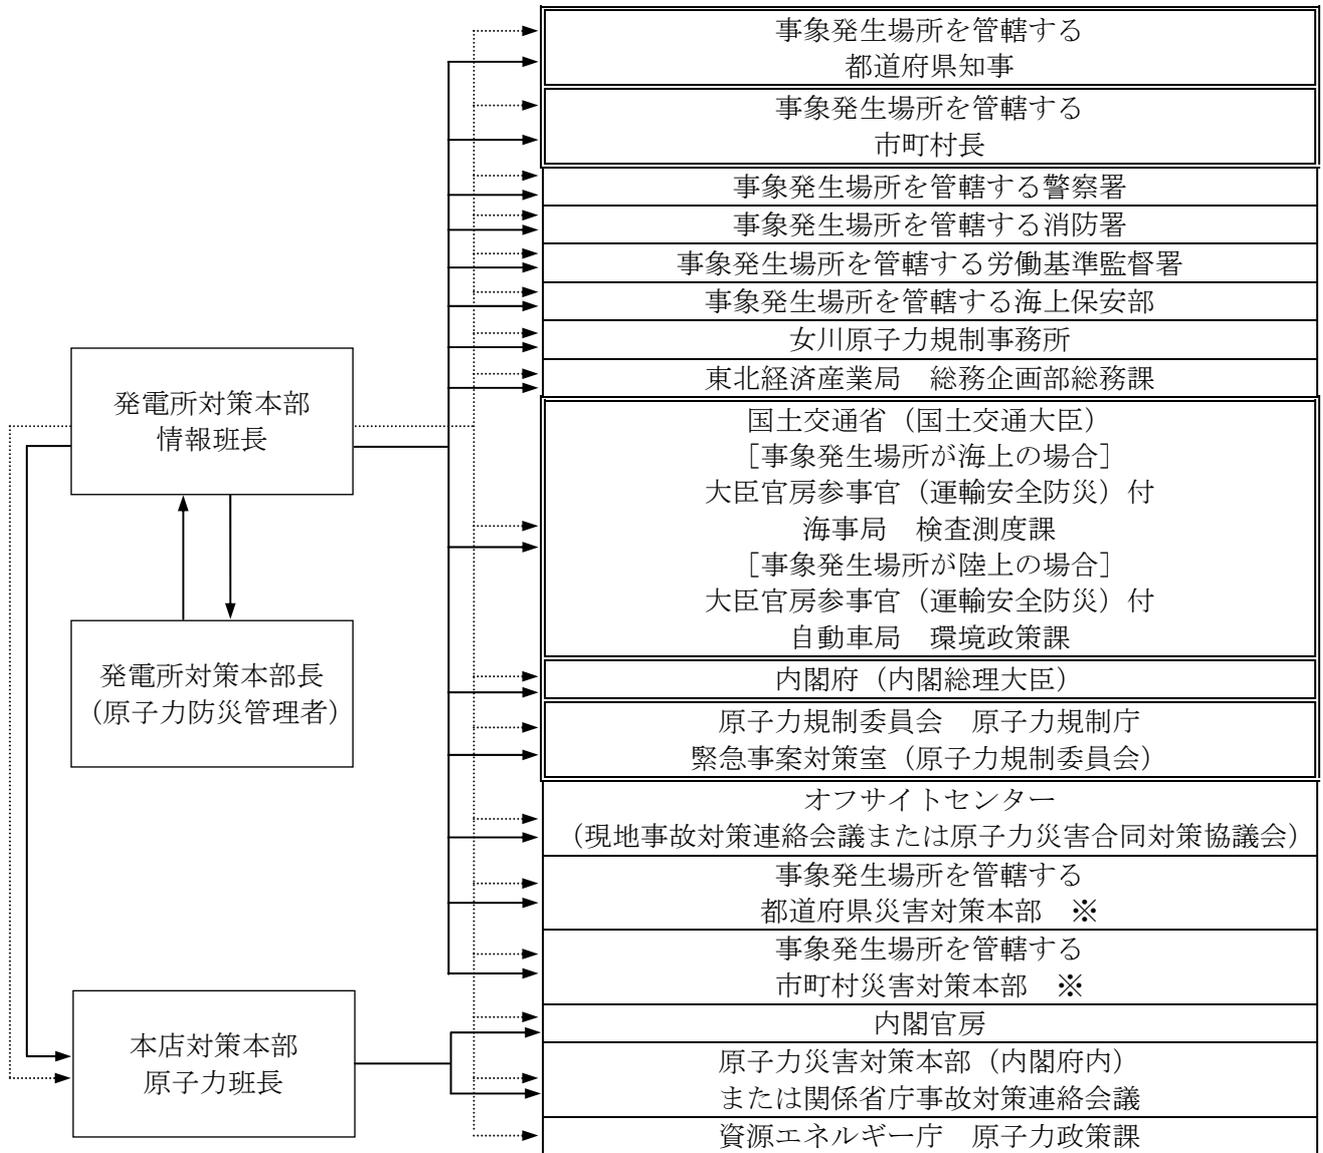 事象発生場所を管轄する
都道府県知事
事象発生場所を管轄する
市町村長
事象発生場所を管轄する警察署
事象発生場所を管轄する消防署
事象発生場所を管轄する労働基準監督署
事象発生場所を管轄する海上保安部
女川原子力規制事務所
東北経済産業局　総務企画部総務課
国土交通省（国土交通大臣）
［事象発生場所が海上の場合］
大臣官房参事官（運輸安全防災）付
海事局　検査測度課
［事象発生場所が陸上の場合］
大臣官房参事官（運輸安全防災）付
自動車局　環境政策課
内閣府（内閣総理大臣）
原子力規制委員会　原子力規制庁
緊急事案対策室（原子力規制委員会）
オフサイトセンター
（現地事故対策連絡会議または原子力災害合同対策協議会）
事象発生場所を管轄する
都道府県災害対策本部　※
事象発生場所を管轄する
市町村災害対策本部　※
内閣官房
原子力災害対策本部（内閣府内）
または関係省庁事故対策連絡会議
資源エネルギー庁　原子力政策課
発電所対策本部
情報班長
発電所対策本部長
（原子力防災管理者）
本店対策本部
原子力班長